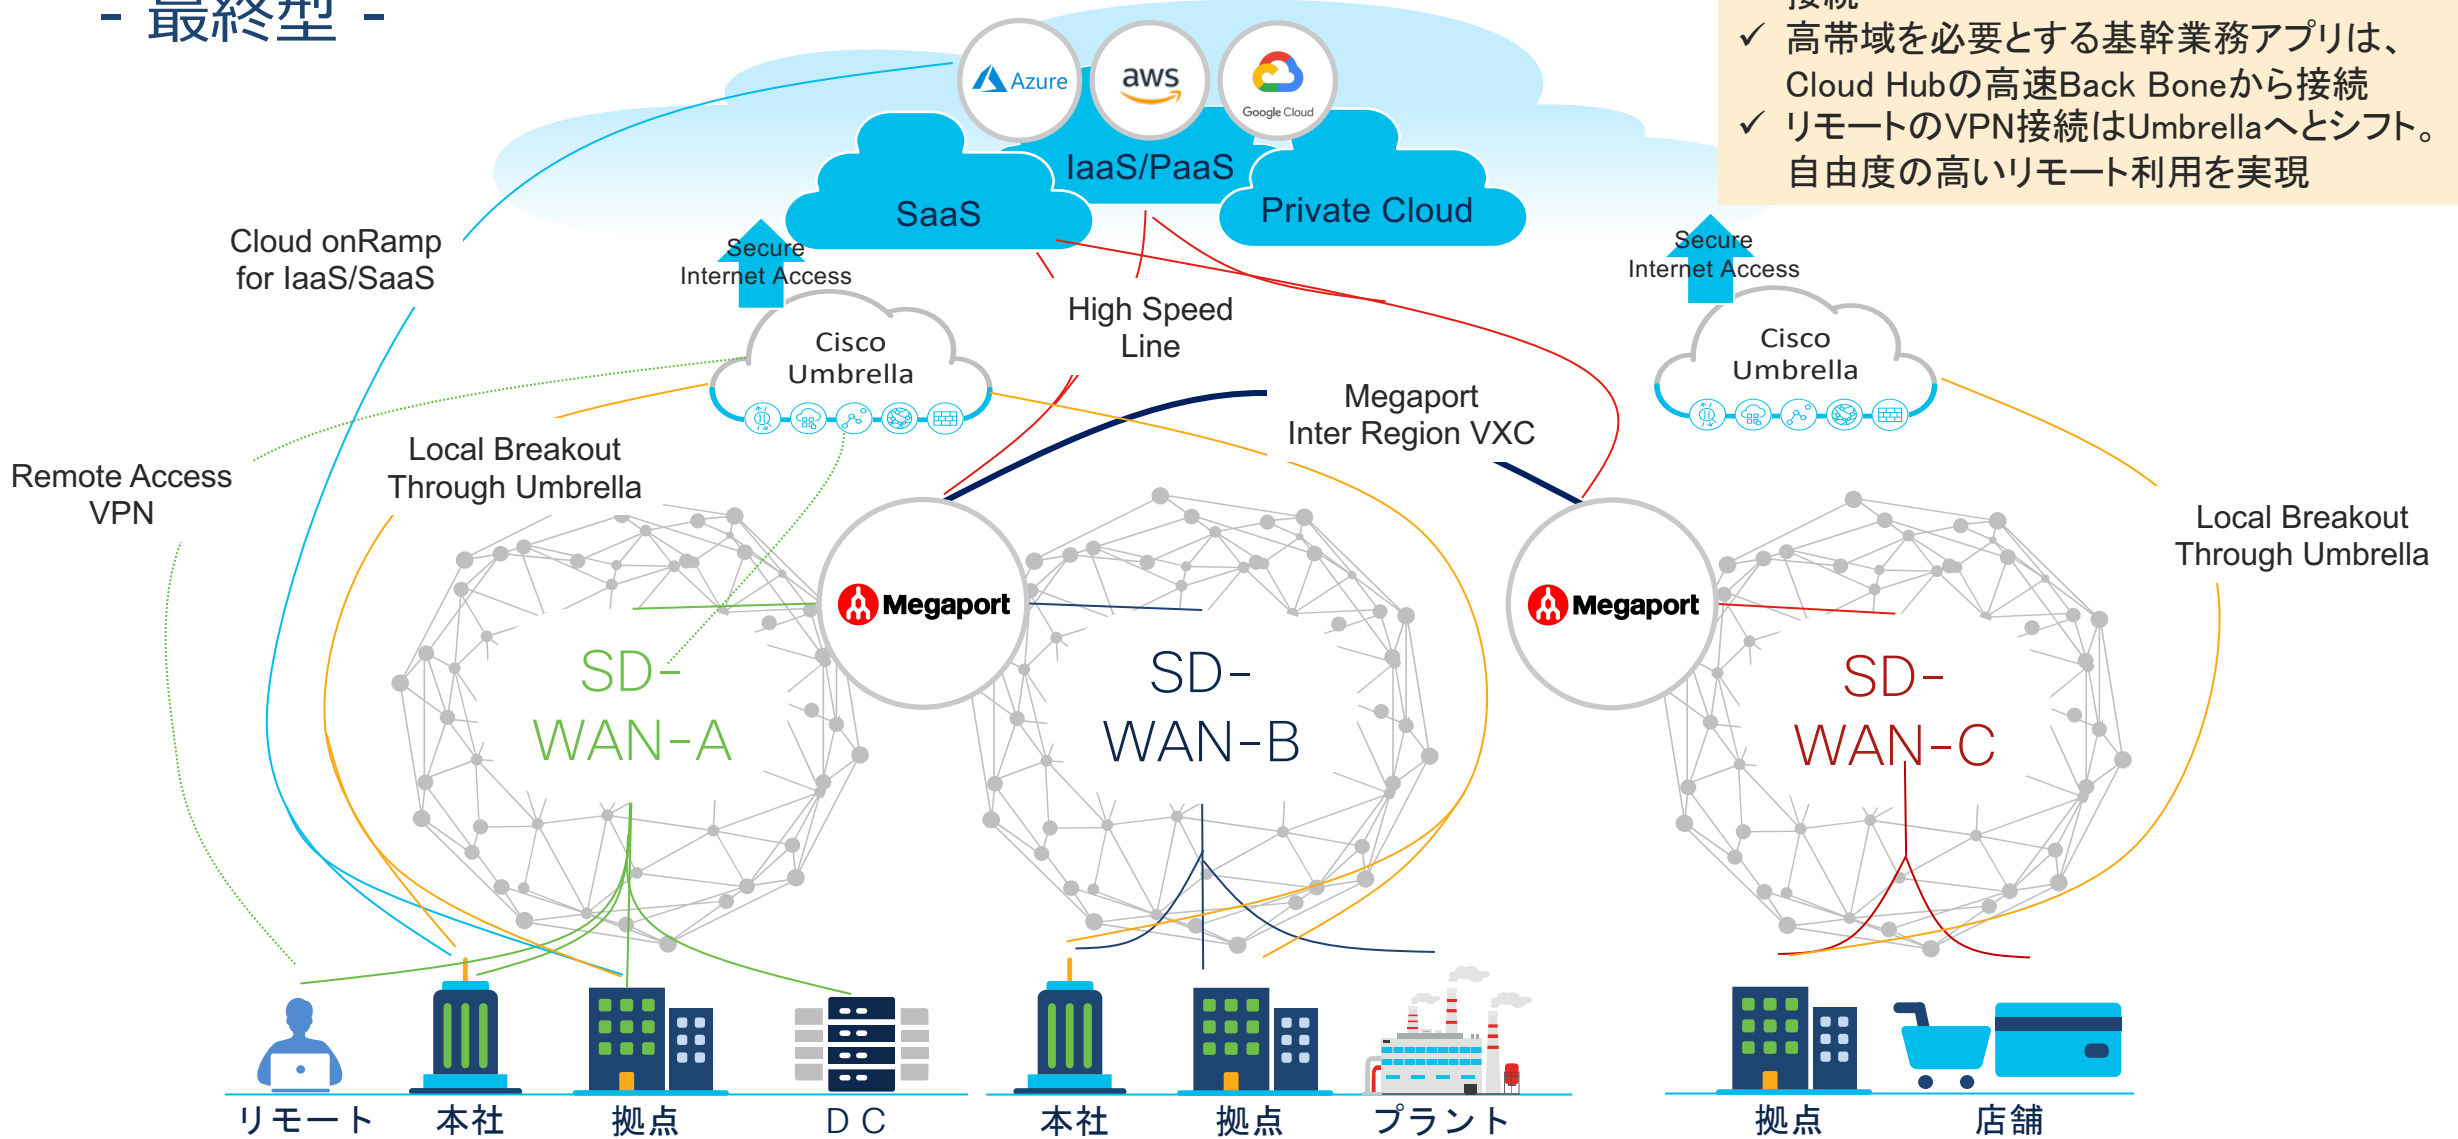 - 最終型 -
接続
✓ 高帯域を必要とする基幹業務アプリは、
Cloud Hubの高速Back Boneから接続
✓ リモートのVPN接続はUmbrellaへとシフト。
自由度の高いリモート利用を実現
Azure
aws
Google Cloud
IaaS/PaaS
SaaS
Private Cloud
Cloud onRamp
for IaaS/SaaS
Secure
Internet Access
Secure
Internet Access
High Speed
Line
Cisco
Umbrella
Cisco
Umbrella
Megaport
Inter Region VXC
Local Breakout
Through Umbrella
Remote Access
VPN
Local Breakout
Through Umbrella
Megaport
Megaport
SD-
WAN-A
SD-
WAN-B
SD-
WAN-C
リモート
本社
拠点
ＤＣ
本社
拠点
プラント
拠点
店舗